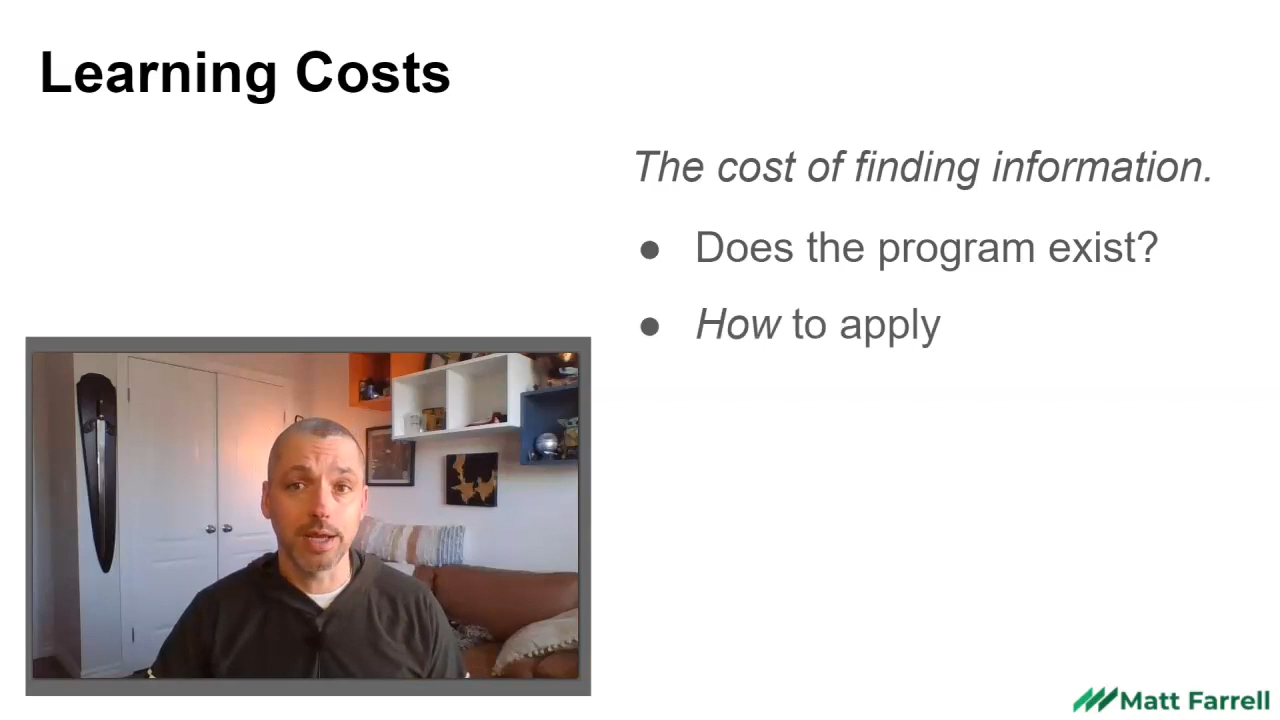 Learning Costs
The cost of finding information.
● Does the program exist?
● How to apply
Matt Farrell